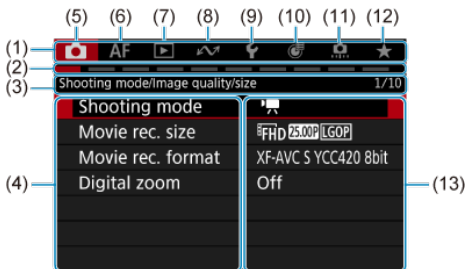 (5) (6) (7) (8) (9) (10) (11) (12)
(1) AF
(2)
(3) Shooting mode/Image quality/size 1/10
Shooting mode
Movie rec. size FHD 25.00P LGOP
Movie rec. format XF-AVC S YCC420 8bit
(4) Digital zoom Off (13)